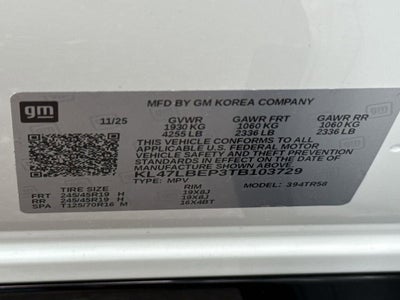 gm
MFD BY GM KOREA COMPANY
11/25 GVWR GAWR FRT GAWR RR
1930 KG 1060 KG 1060 KG
4255 LB 2336 LB 2336 LB
THIS VEHICLE CONFORMS TO ALL
APPLICABLE U.S. FEDERAL MOTOR
VEHICLE SAFETY AND THEFT PREVENTION
STANDARDS IN EFFECT ON THE DATE OF
MANUFACTURE SHOWN ABOVE.
KL47LBEP3TB103729
TYPE: MPV MODEL: 394TR58
TIRE SIZE RIM
FRT 245/45R19 H 19X8J
RR 245/45R19 H 19X8J
SPA T125/70R16 M 16X4BT